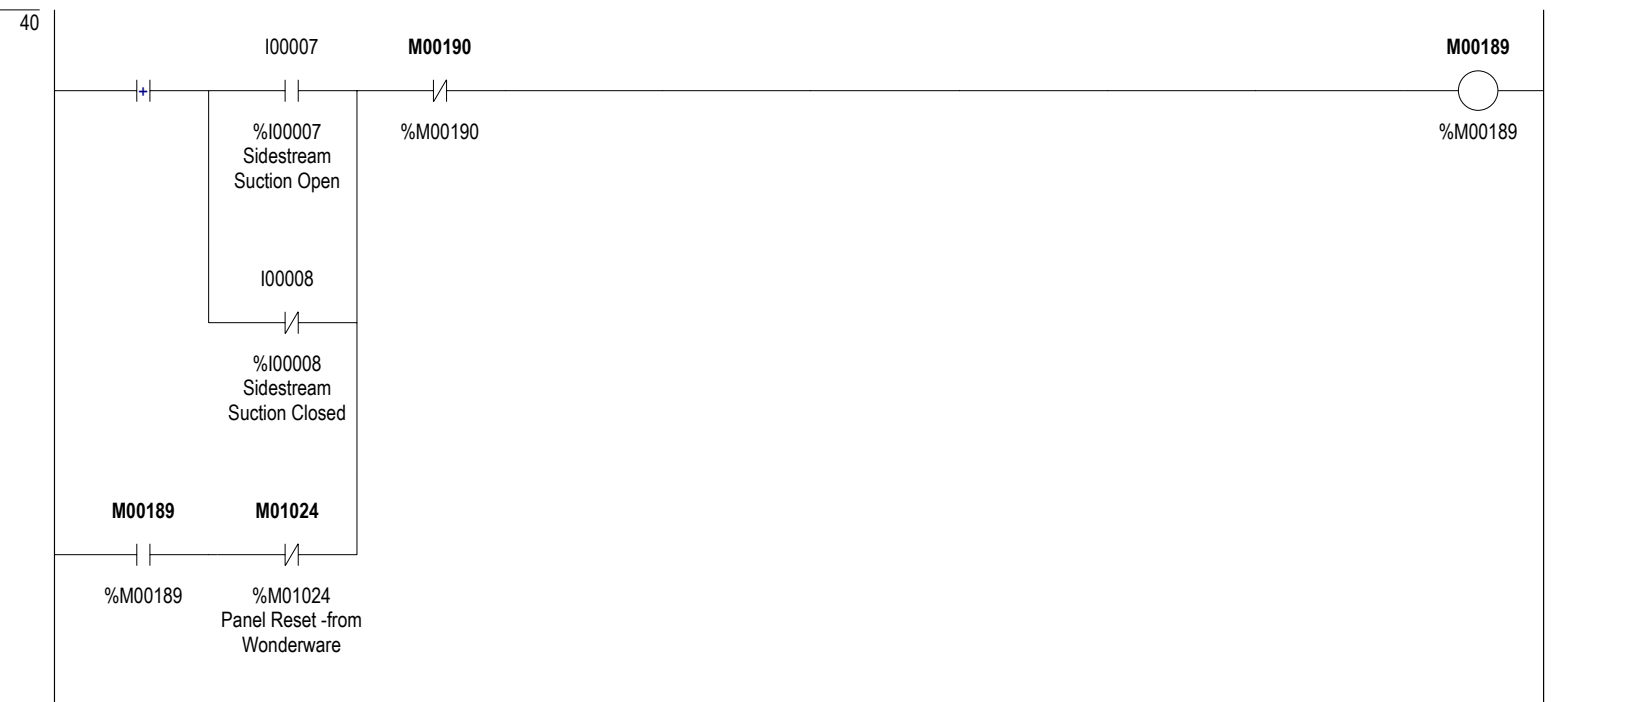 40
I00007
M00190
M00189
+
%I00007
Sidestream
Suction Open
%M00190
%M00189
I00008
%I00008
Sidestream
Suction Closed
M00189
M01024
%M00189
%M01024
Panel Reset -from
Wonderware